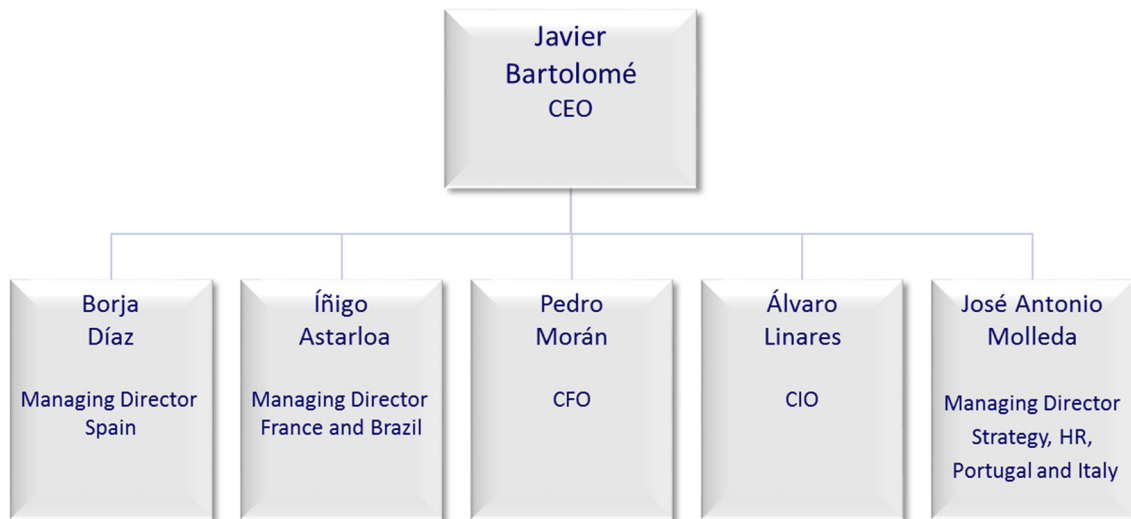 Javier
Bartolomé
CEO
Borja
Díaz
Managing Director
Spain
Íñigo
Astarloa
Managing Director
France and Brazil
Pedro
Morán
CFO
Álvaro
Linares
CIO
José Antonio
Molleda
Managing Director
Strategy, HR,
Portugal and Italy